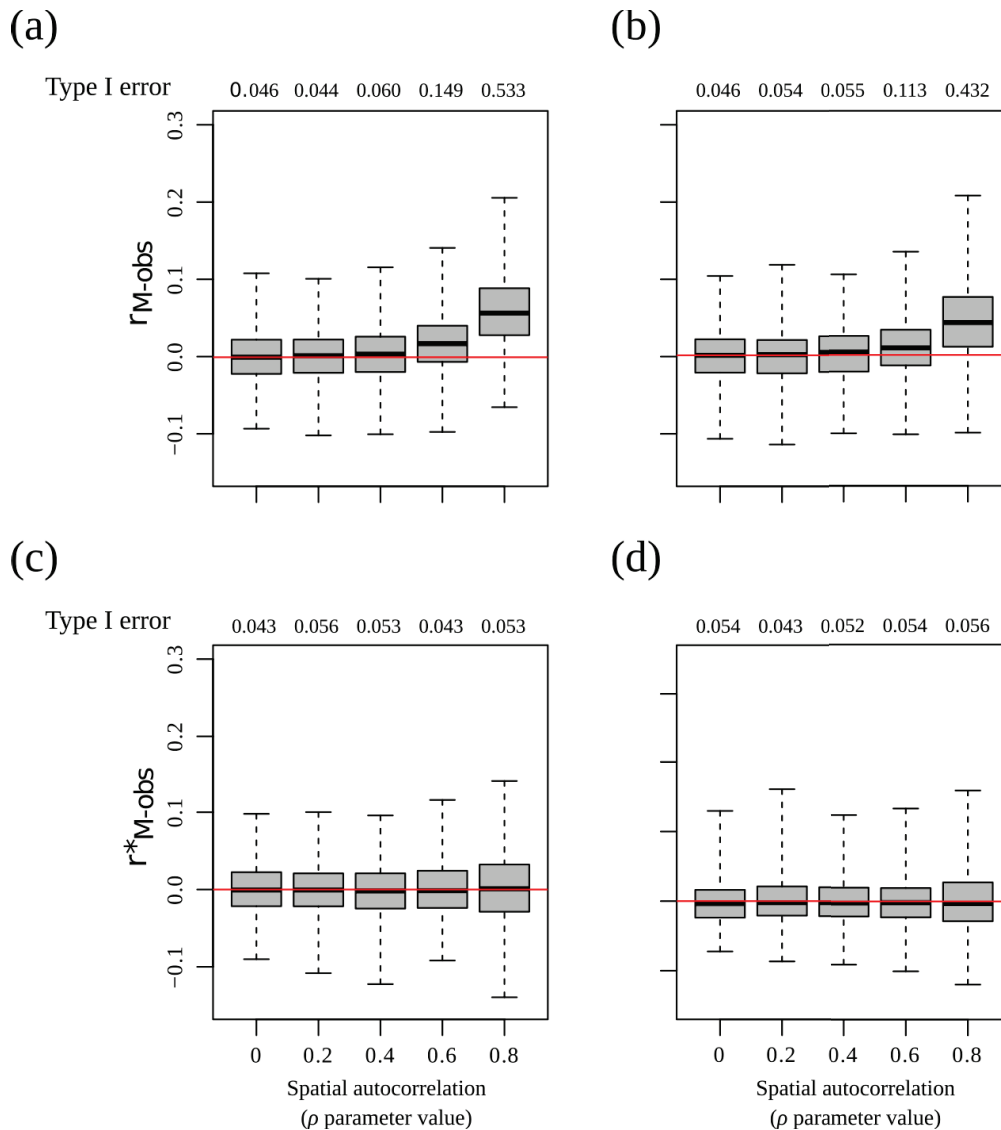 (a)
(b)
Type I error
0.046 0.044 0.060 0.149 0.533
0.046 0.054 0.055 0.113 0.432
0.3
0.2
0.1
0.0
−0.1
rM-obs
(c)
(d)
Type I error
0.043 0.056 0.053 0.043 0.053
0.054 0.043 0.052 0.054 0.056
0.3
0.2
0.1
0.0
−0.1
r*M-obs
0 0.2 0.4 0.6 0.8
0 0.2 0.4 0.6 0.8
Spatial autocorrelation
(ρ parameter value)
Spatial autocorrelation
(ρ parameter value)